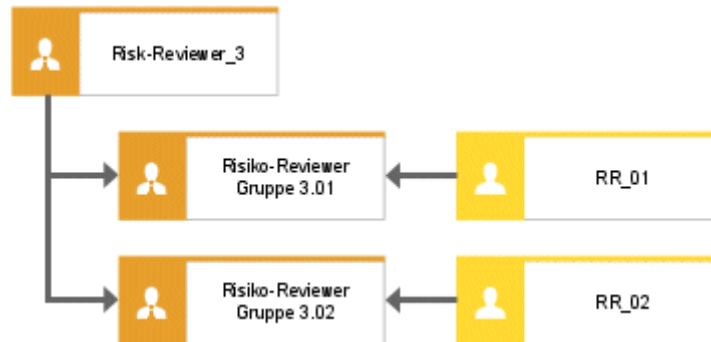 Risk-Reviewer_3
Risiko-Reviewer
Gruppe 3.01
RR_01
Risiko-Reviewer
Gruppe 3.02
RR_02